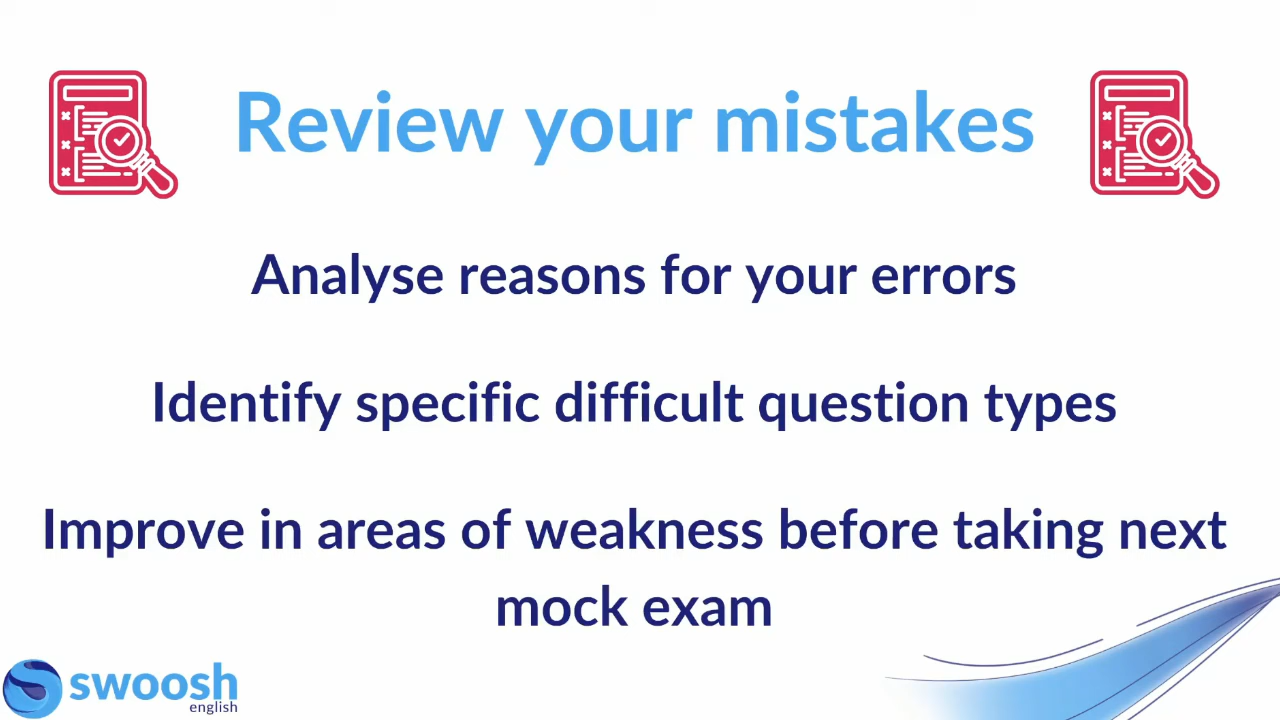 Review your mistakes
Analyse reasons for your errors
Identify specific difficult question types
Improve in areas of weakness before taking next
mock exam
swoosh
english